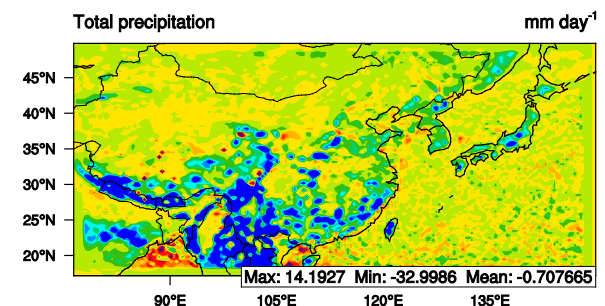 Total precipitation mm day-1
45°N
40°N
35°N
30°N
25°N
20°N
Max: 14.1927 Min: -32.9986 Mean: -0.707665
90°E 105°E 120°E 135°E